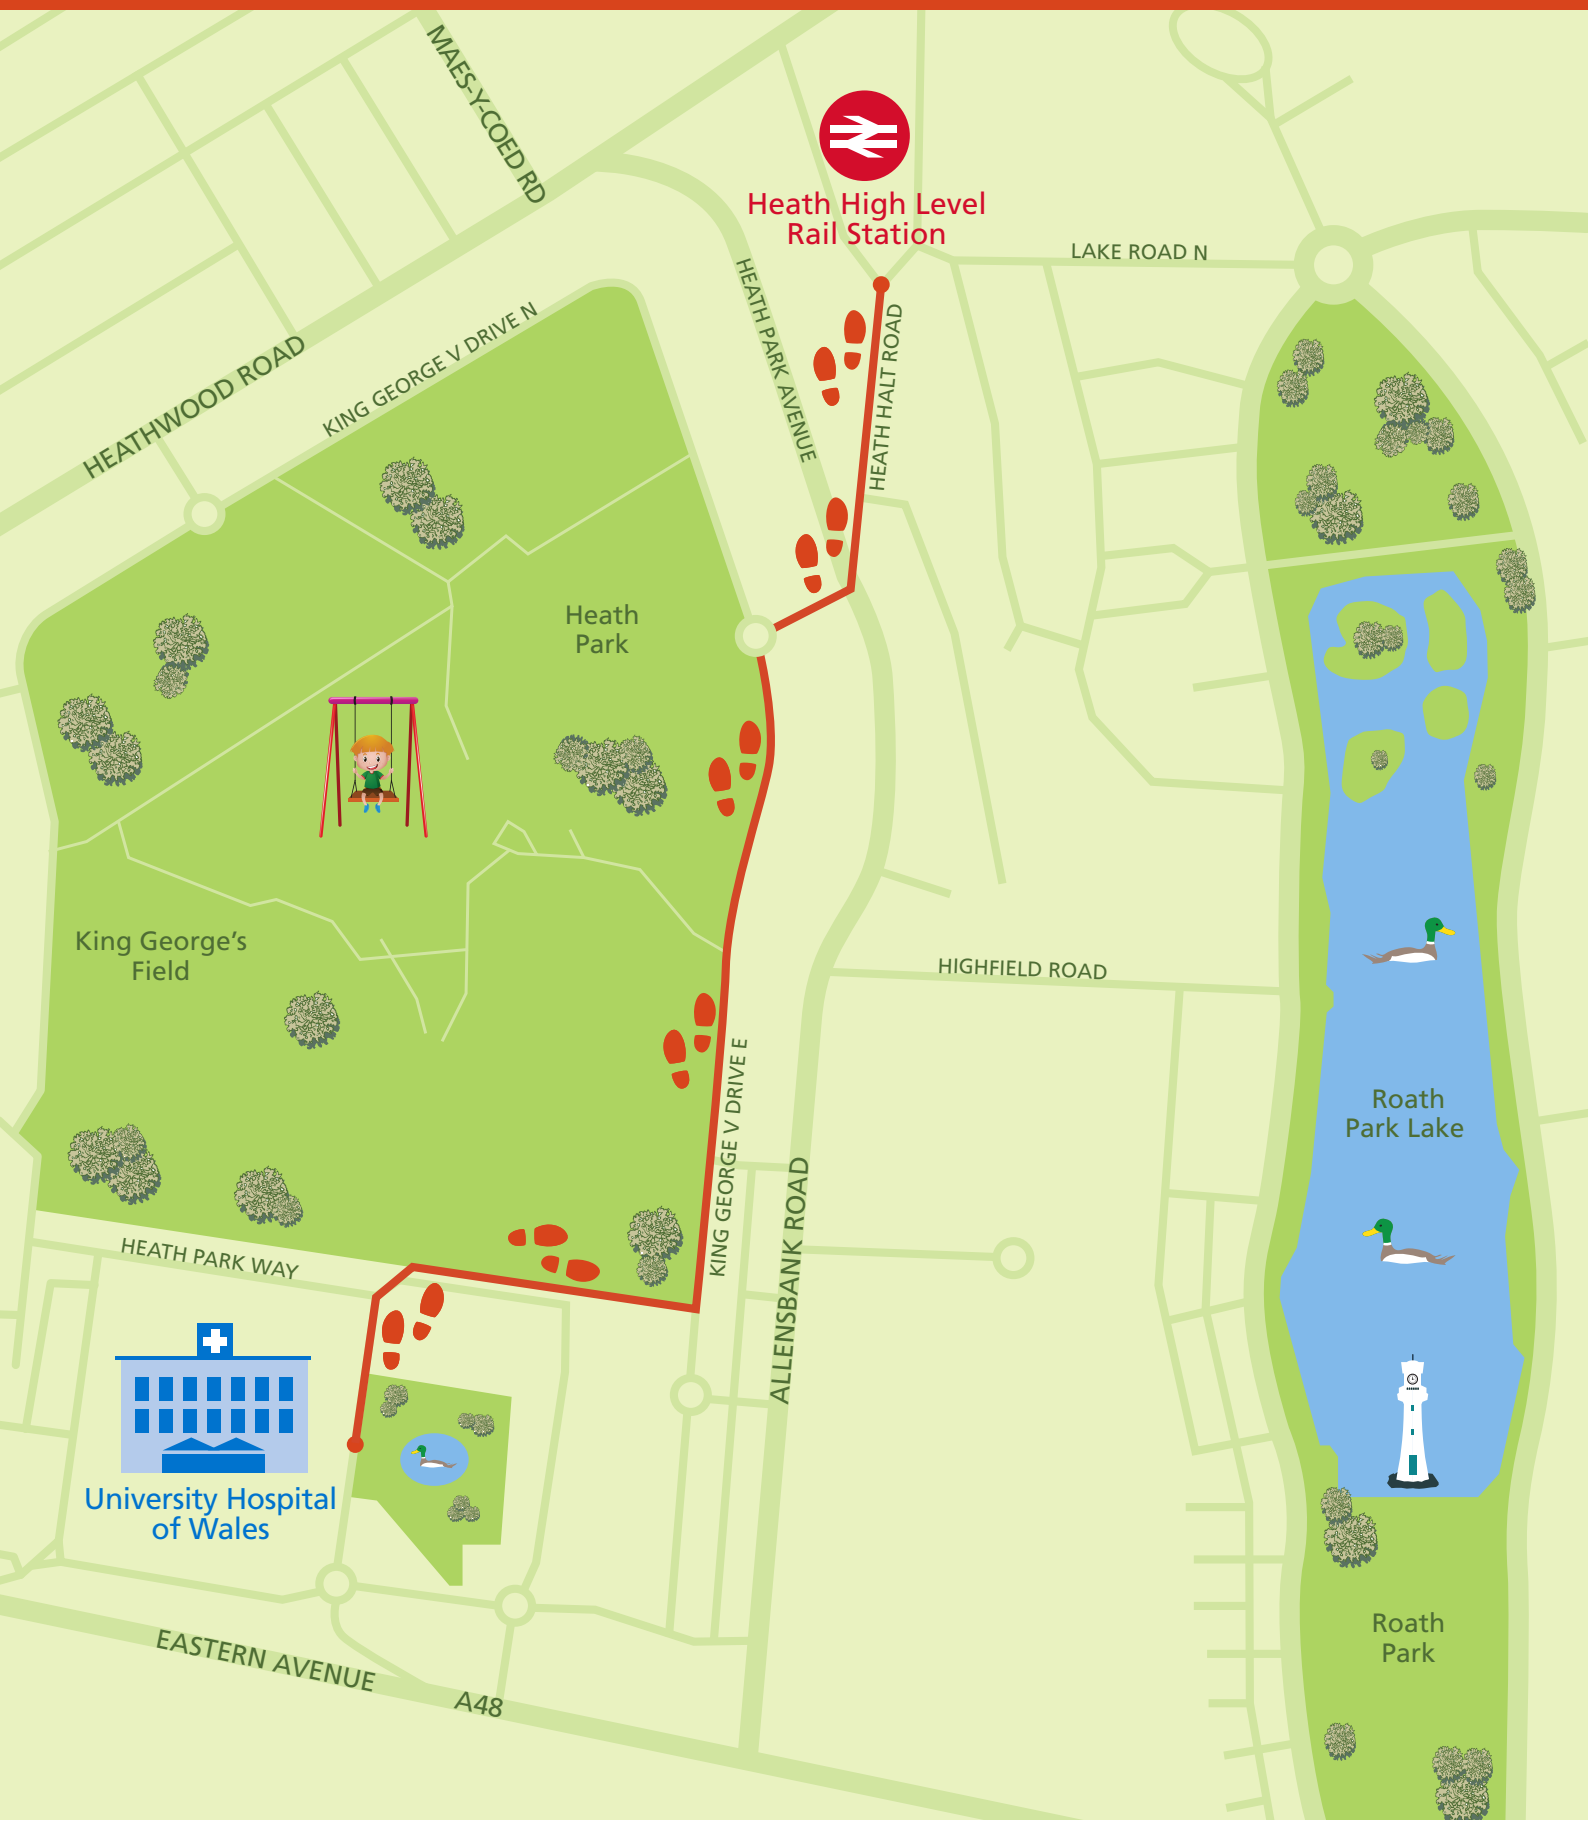 MAES-Y-COED RD
Heath High Level
Rail Station
LAKE ROAD N
HEATH PARK AVENUE
HEATH HALT ROAD
KING GEORGE V DRIVE N
HEATHWOOD ROAD
Heath
Park
King George’s
Field
HIGHFIELD ROAD
KING GEORGE V DRIVE E
Roath
Park Lake
ALLENSBANK ROAD
HEATH PARK WAY
University Hospital
of Wales
EASTERN AVENUE
A48
Roath
Park